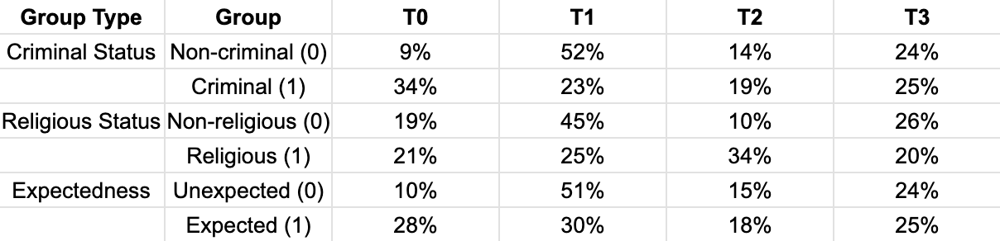 Group Type Group T0 T1 T2 T3
Criminal Status Non-criminal (0) 9% 52% 14% 24%
Criminal (1) 34% 23% 19% 25%
Religious Status Non-religious (0) 19% 45% 10% 26%
Religious (1) 21% 25% 34% 20%
Expectedness Unexpected (0) 10% 51% 15% 24%
Expected (1) 28% 30% 18% 25%